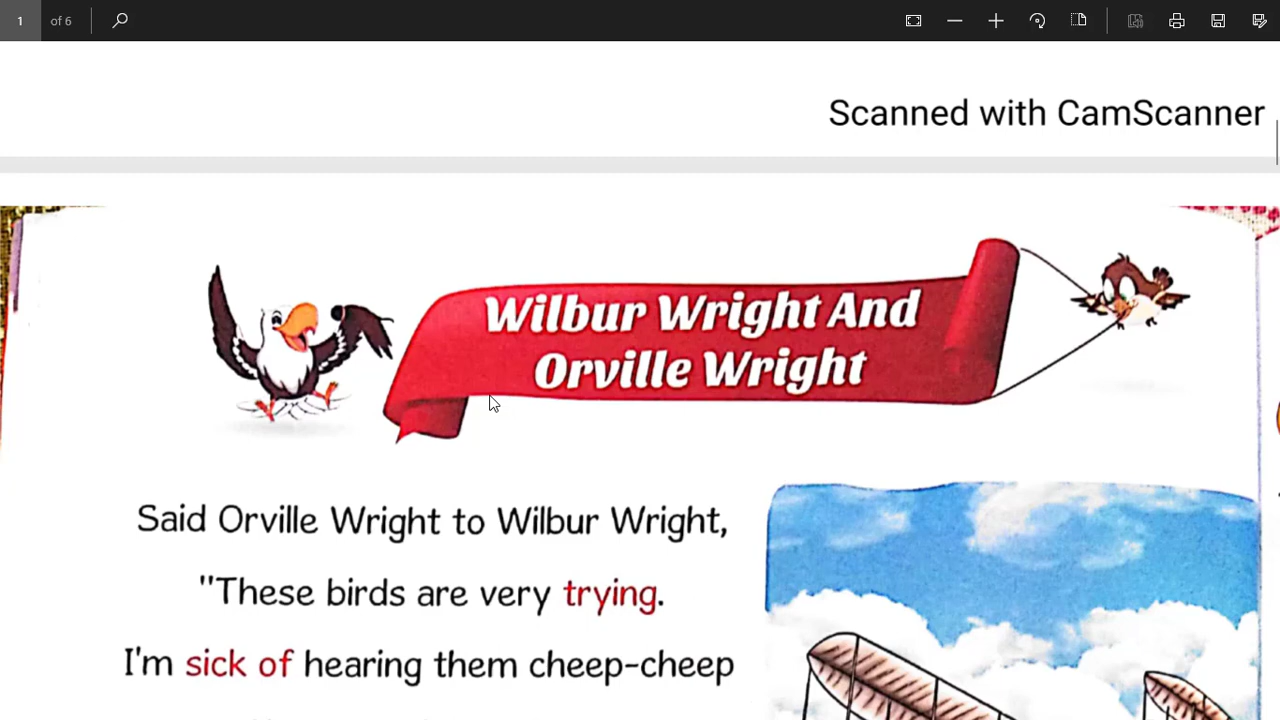 1 of 6
Scanned with CamScanner
Wilbur Wright And
Orville Wright
Said Orville Wright to Wilbur Wright,
"These birds are very trying.
I'm sick of hearing them cheep-cheep